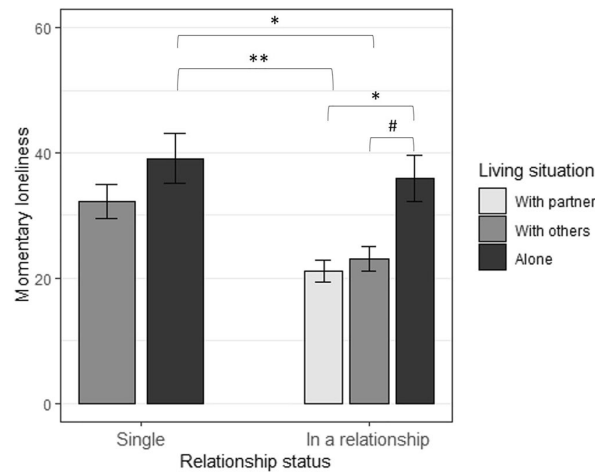 60
*
**
*
#
40
20
0
Momentary loneliness
Single
In a relationship
Relationship status
Living situation
With partner
With others
Alone